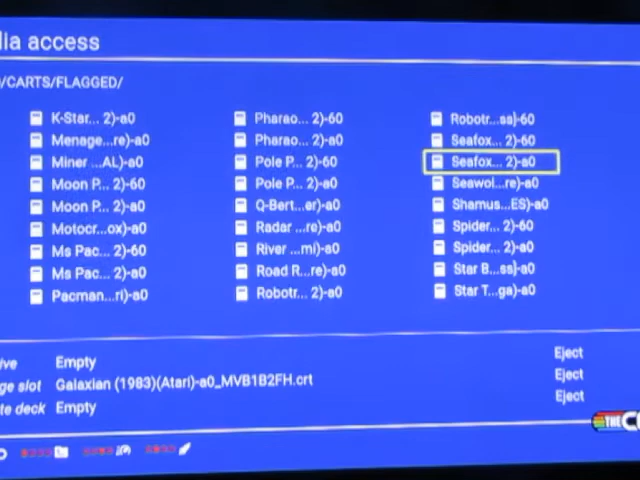 lla access
/CARTS/FLAGGED/
K-Star... 2)-a0
Menage...re)-a0
Miner ...AL)-a0
Moon P... 2)-60
Moon P... 2)-a0
Motocr...ox)-a0
Ms Pac... 2)-60
Ms Pac... 2)-a0
Pacman...ri)-a0
Pharao... 2)-60
Pharao... 2)-a0
Pole P... 2)-60
Pole P... 2)-a0
Q-Bert...er)-a0
Radar ...re)-a0
River ...mi)-a0
Road R...re)-a0
Robotr... 2)-a0
Robotr...ss]-60
Seafox... 2)-60
Seafox... 2)-a0
Seawol...re)-a0
Shamus...ES)-a0
Spider... 2)-60
Spider... 2)-a0
Star B...ss]-a0
Star T...ga)-a0
ive Empty Eject
ge slot Galaxian (1983)(Atari)-a0_MVB1B2FH.crt Eject
te deck Empty Eject
THE C